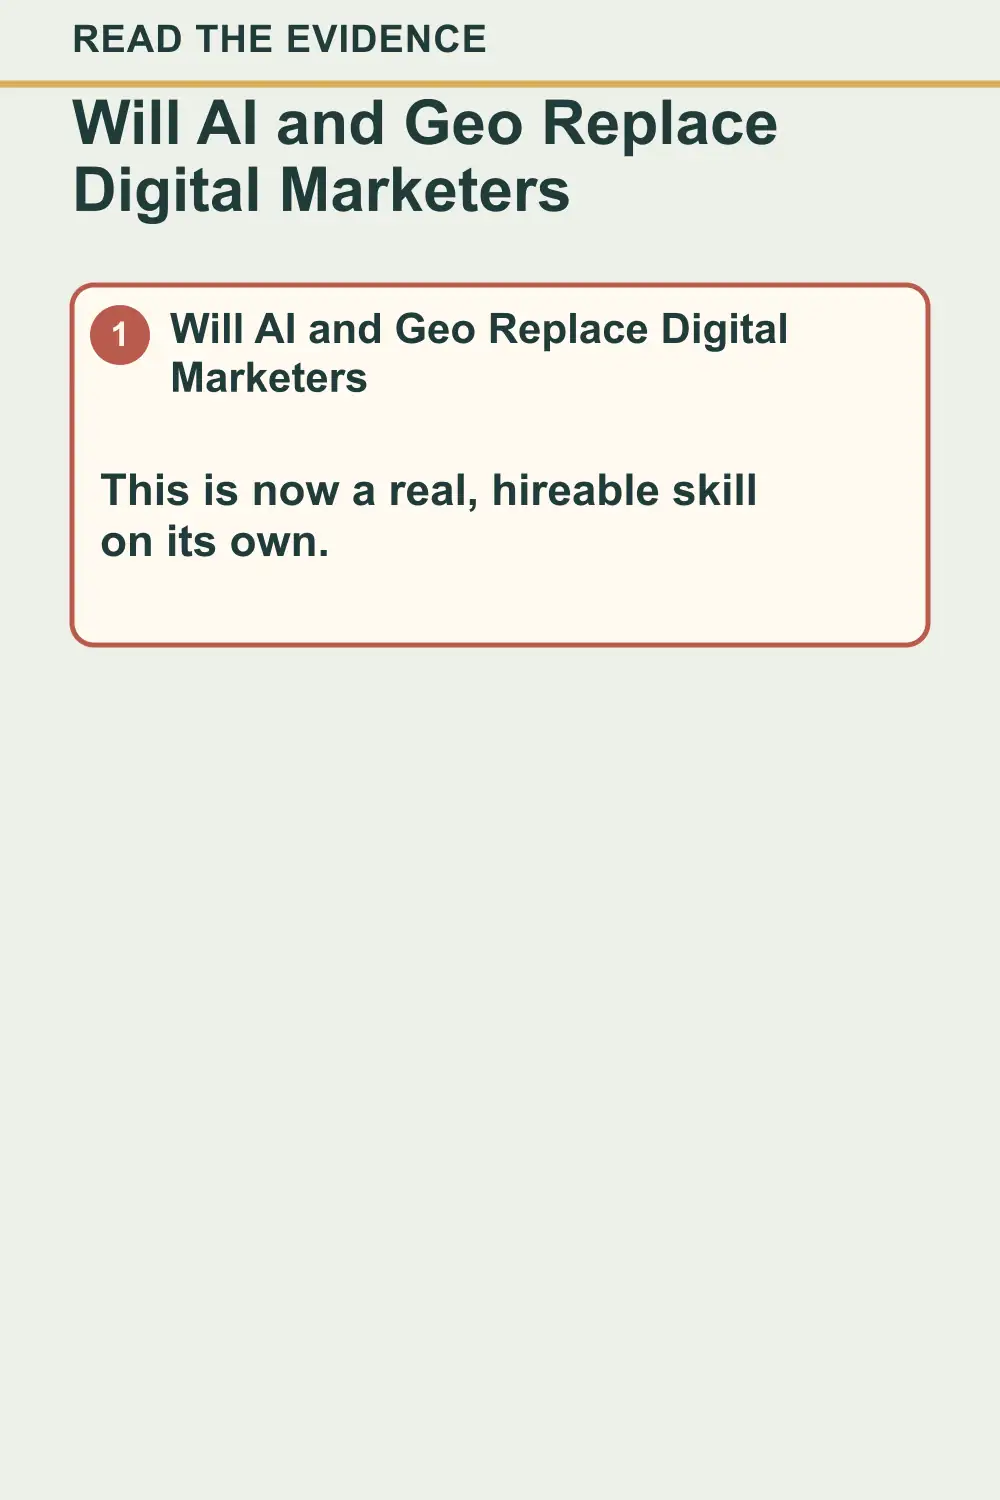 READ THE EVIDENCE
Will AI and Geo Replace
Digital Marketers
1
Will AI and Geo Replace Digital
Marketers
This is now a real, hireable skill
on its own.